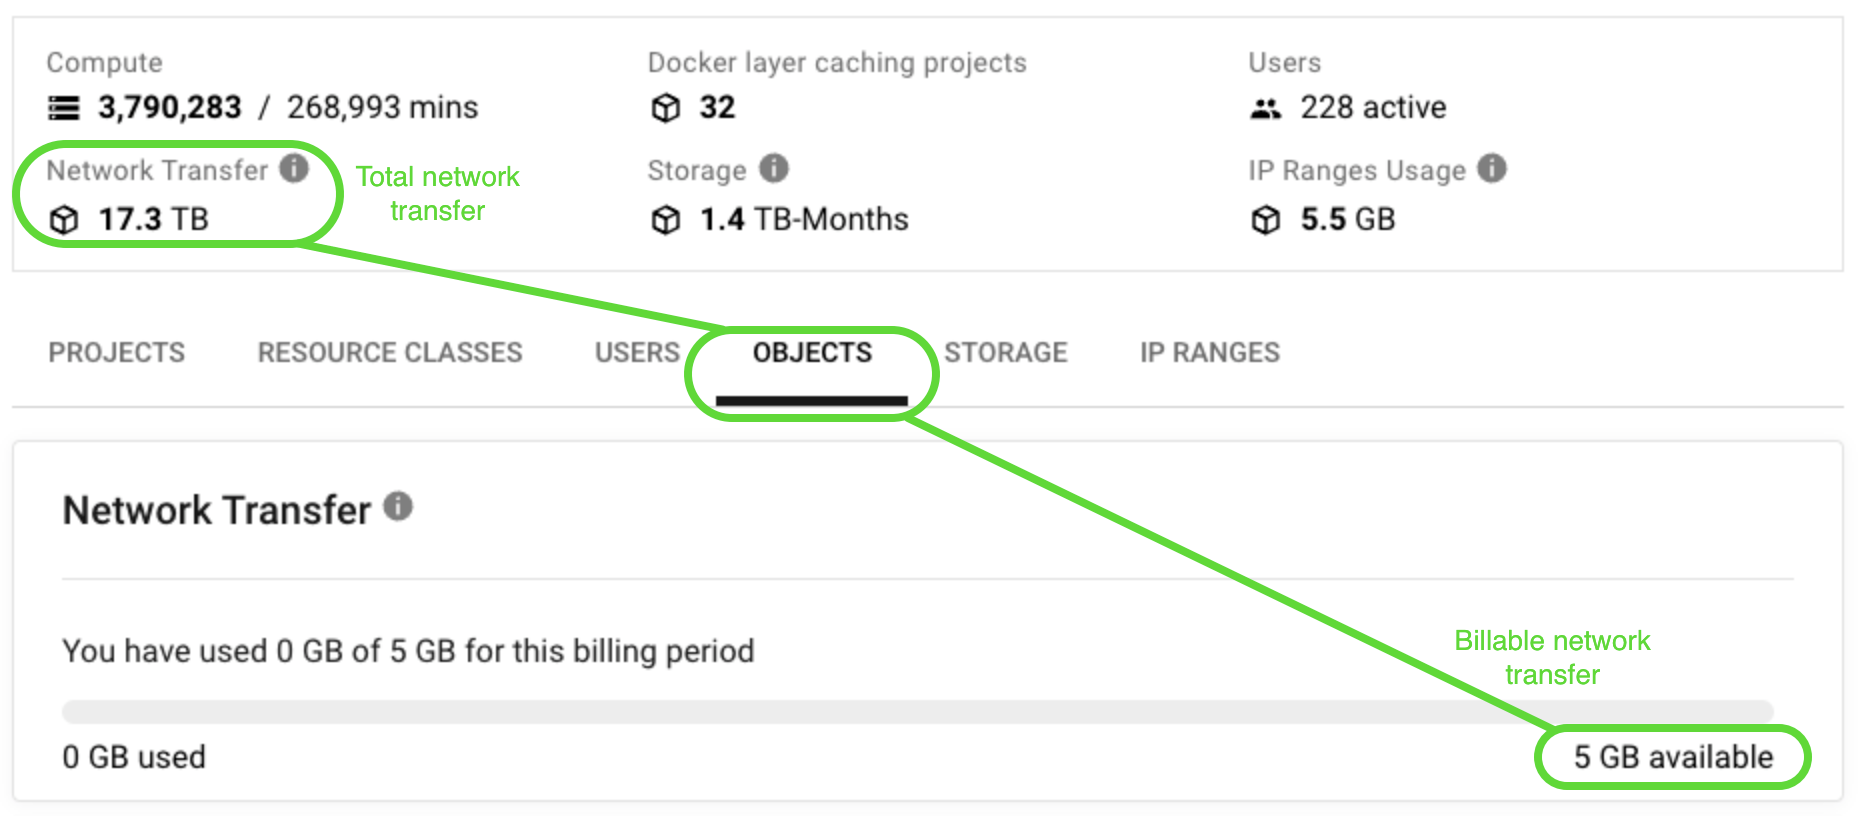 Compute
3,790,283 / 268,993 mins
Docker layer caching projects
32
Users
228 active
Network Transfer
17.3 TB
Total network
transfer
Storage
1.4 TB-Months
IP Ranges Usage
5.5 GB
PROJECTS RESOURCE CLASSES USERS OBJECTS STORAGE IP RANGES
Network Transfer
You have used 0 GB of 5 GB for this billing period
Billable network
transfer
0 GB used
5 GB available